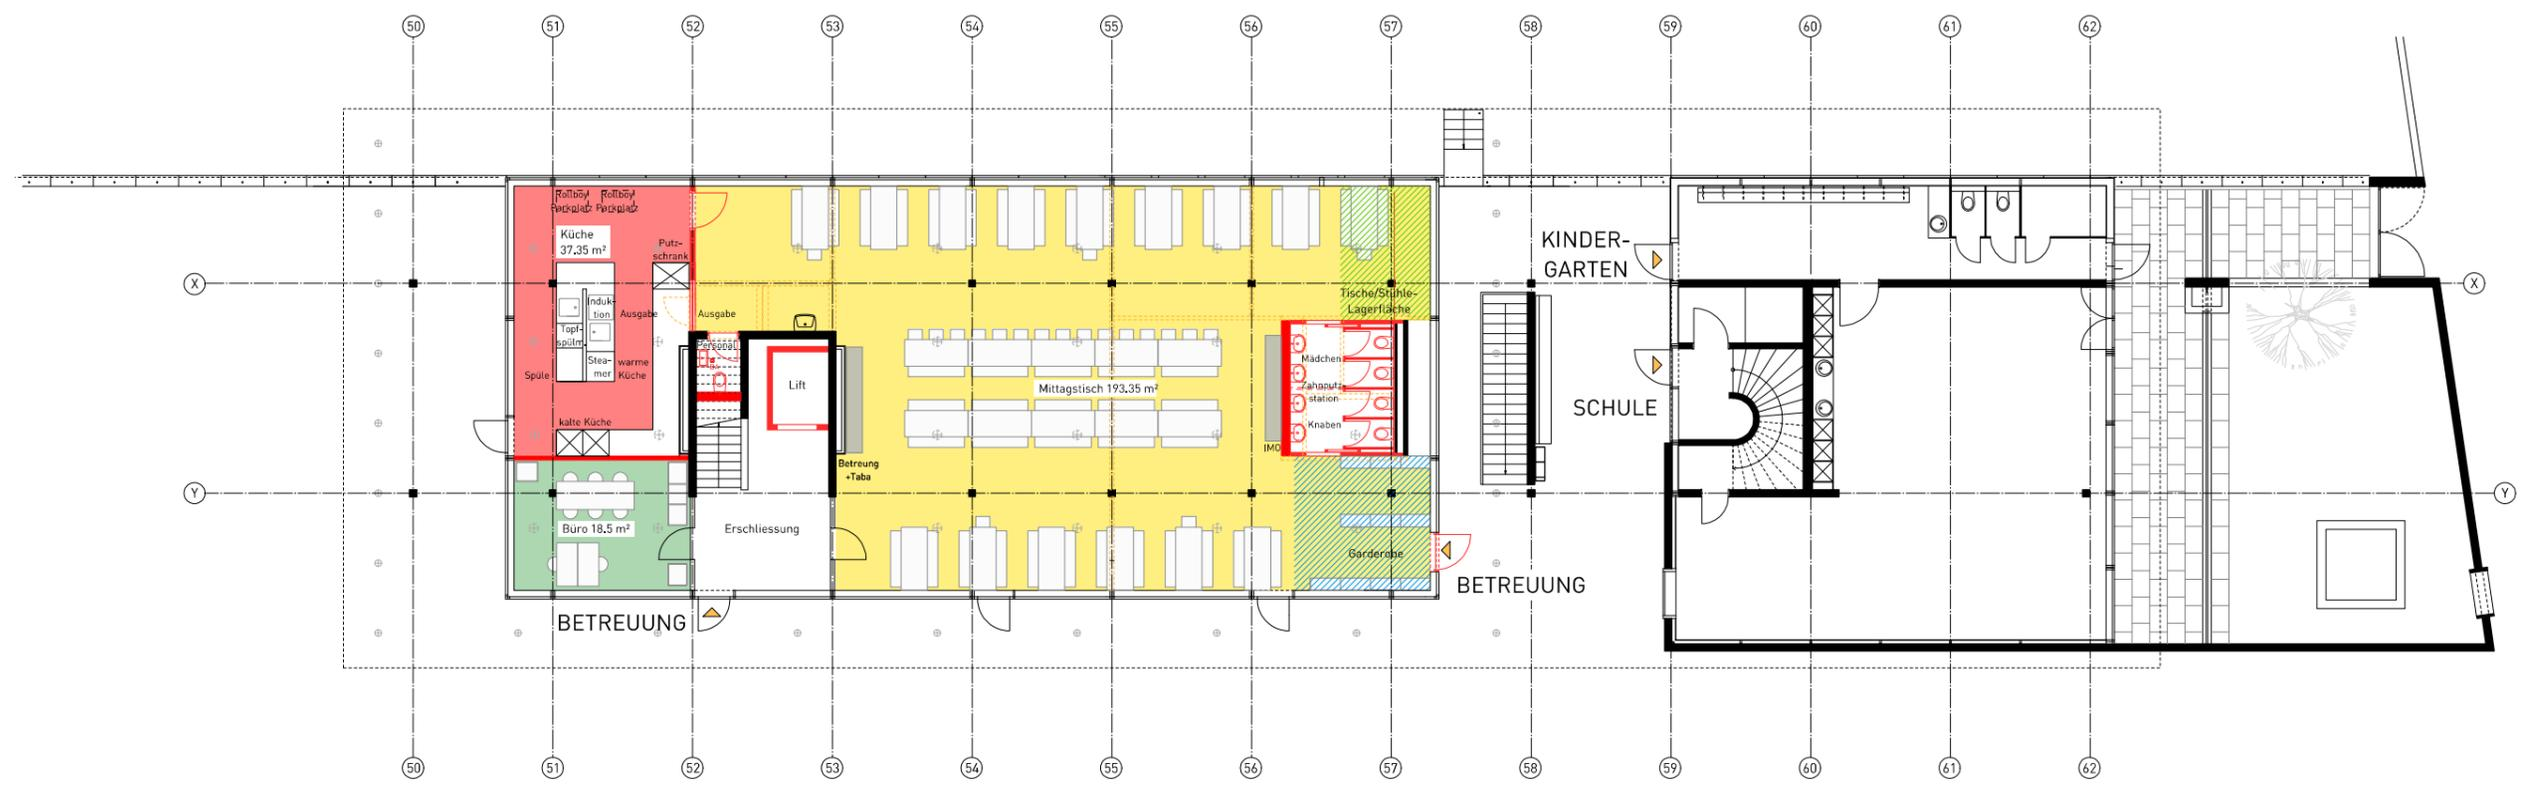 50 51 52 53 54 55 56 57 58 59 60 61 62
Rollboy Rollboy
Parkplatz Parkplatz
Küche
37.35 m²
Putz-
schrank
KINDER-
GARTEN
X X
Induk-
tion
Ausgabe Ausgabe
Tische/Stühle-
Lagerfläche
Topf-
spülm.
Personal
Stea-
mer
warme
Küche
Spüle
Lift
Mittagstisch 193.35 m²
Mädchen
Zahnputz-
station
Knaben
SCHULE
kalte Küche
IMO
Betreung
+Taba
Y Y
Büro 18.5 m²
Erschliessung
Garderobe
BETREUUNG
BETREUUNG
50 51 52 53 54 55 56 57 58 59 60 61 62